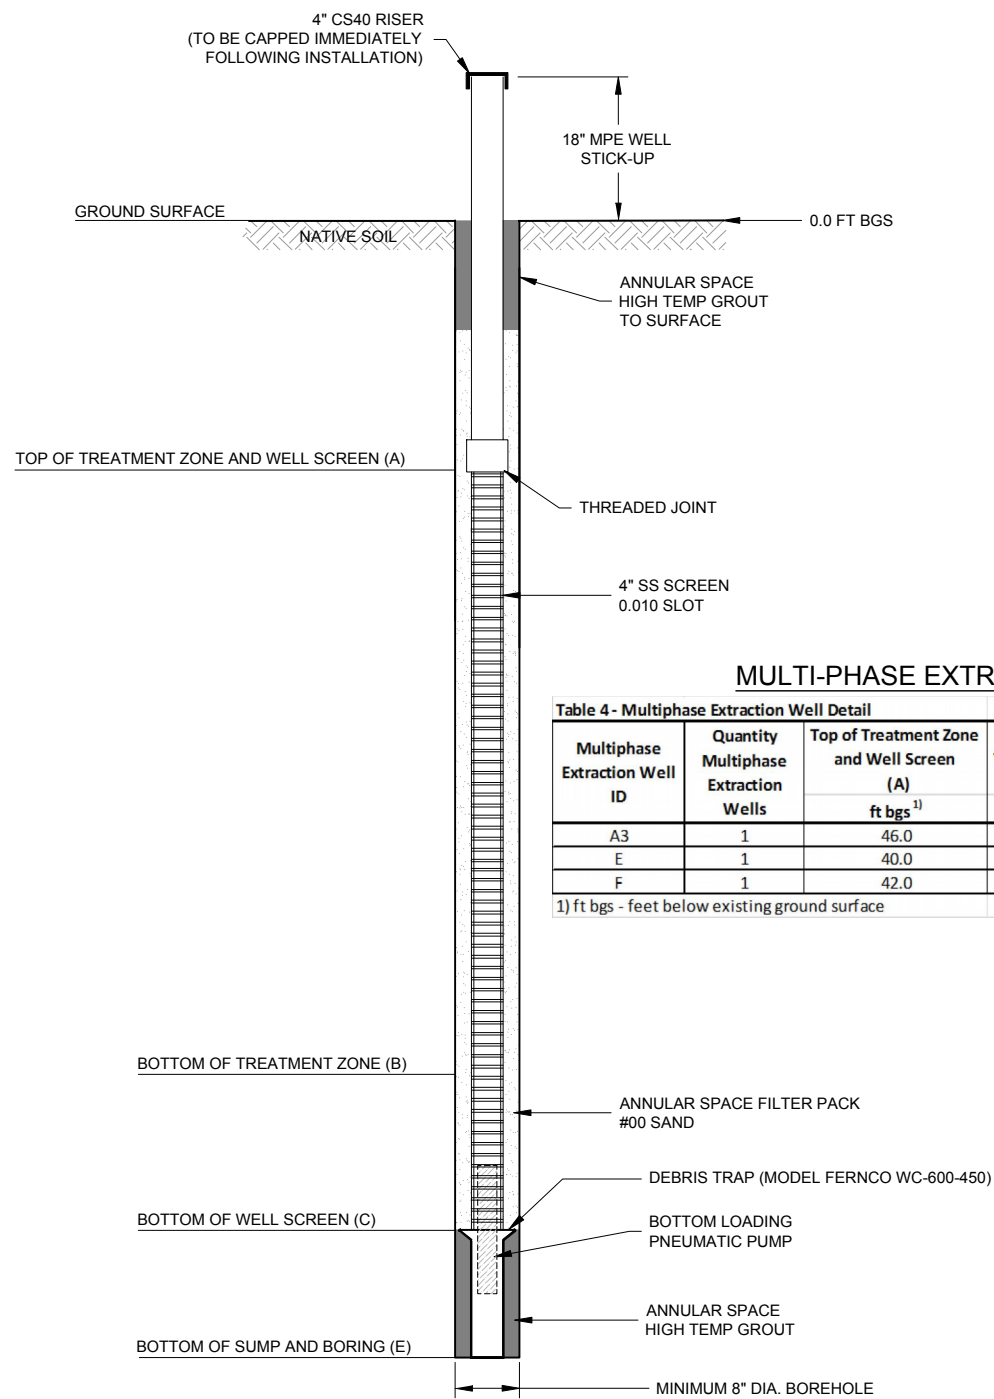 4" CS40 RISER
(TO BE CAPPED IMMEDIATELY
FOLLOWING INSTALLATION)
18" MPE WELL
STICK-UP
GROUND SURFACE
0.0 FT BGS
NATIVE SOIL
ANNULAR SPACE
HIGH TEMP GROUT
TO SURFACE
TOP OF TREATMENT ZONE AND WELL SCREEN (A)
THREADED JOINT
4" SS SCREEN
0.010 SLOT
MULTI-PHASE EXTR
Table 4 - Multiphase Extraction Well Detail
Multiphase
Extraction Well
ID
Quantity
Multiphase
Extraction
Wells
Top of Treatment Zone
and Well Screen
(A)
ft bgs 1)
A3 1 46.0
E 1 40.0
F 1 42.0
1) ft bgs - feet below existing ground surface
BOTTOM OF TREATMENT ZONE (B)
ANNULAR SPACE FILTER PACK
#00 SAND
DEBRIS TRAP (MODEL FERNCO WC-600-450)
BOTTOM OF WELL SCREEN (C)
BOTTOM LOADING
PNEUMATIC PUMP
ANNULAR SPACE
HIGH TEMP GROUT
BOTTOM OF SUMP AND BORING (E)
MINIMUM 8" DIA. BOREHOLE